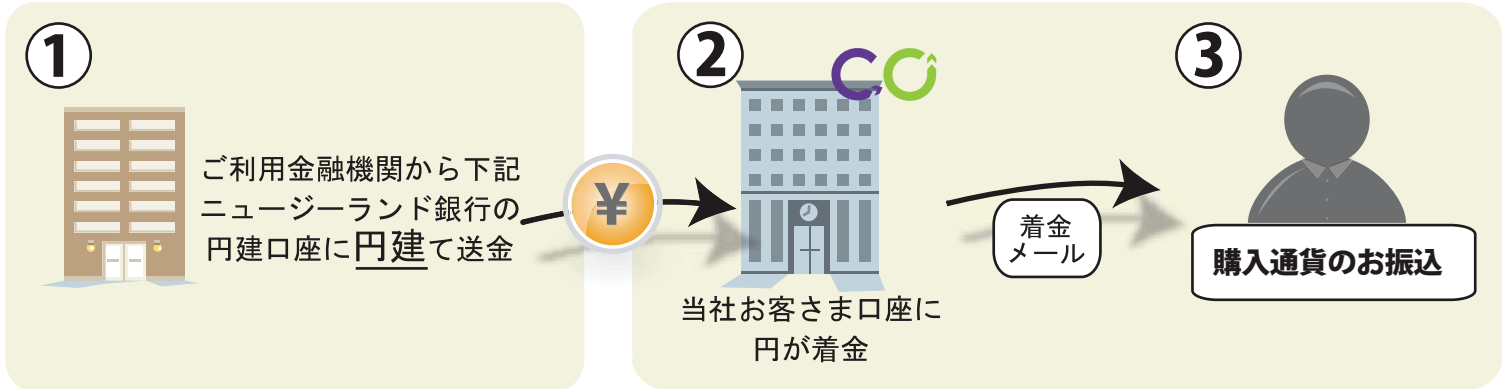 1
ご利用金融機関から下記
ニュージーランド銀行の
円建口座に円建て送金
¥
2
当社お客さま口座に
円が着金
着金
メール
3
購入通貨のお振込